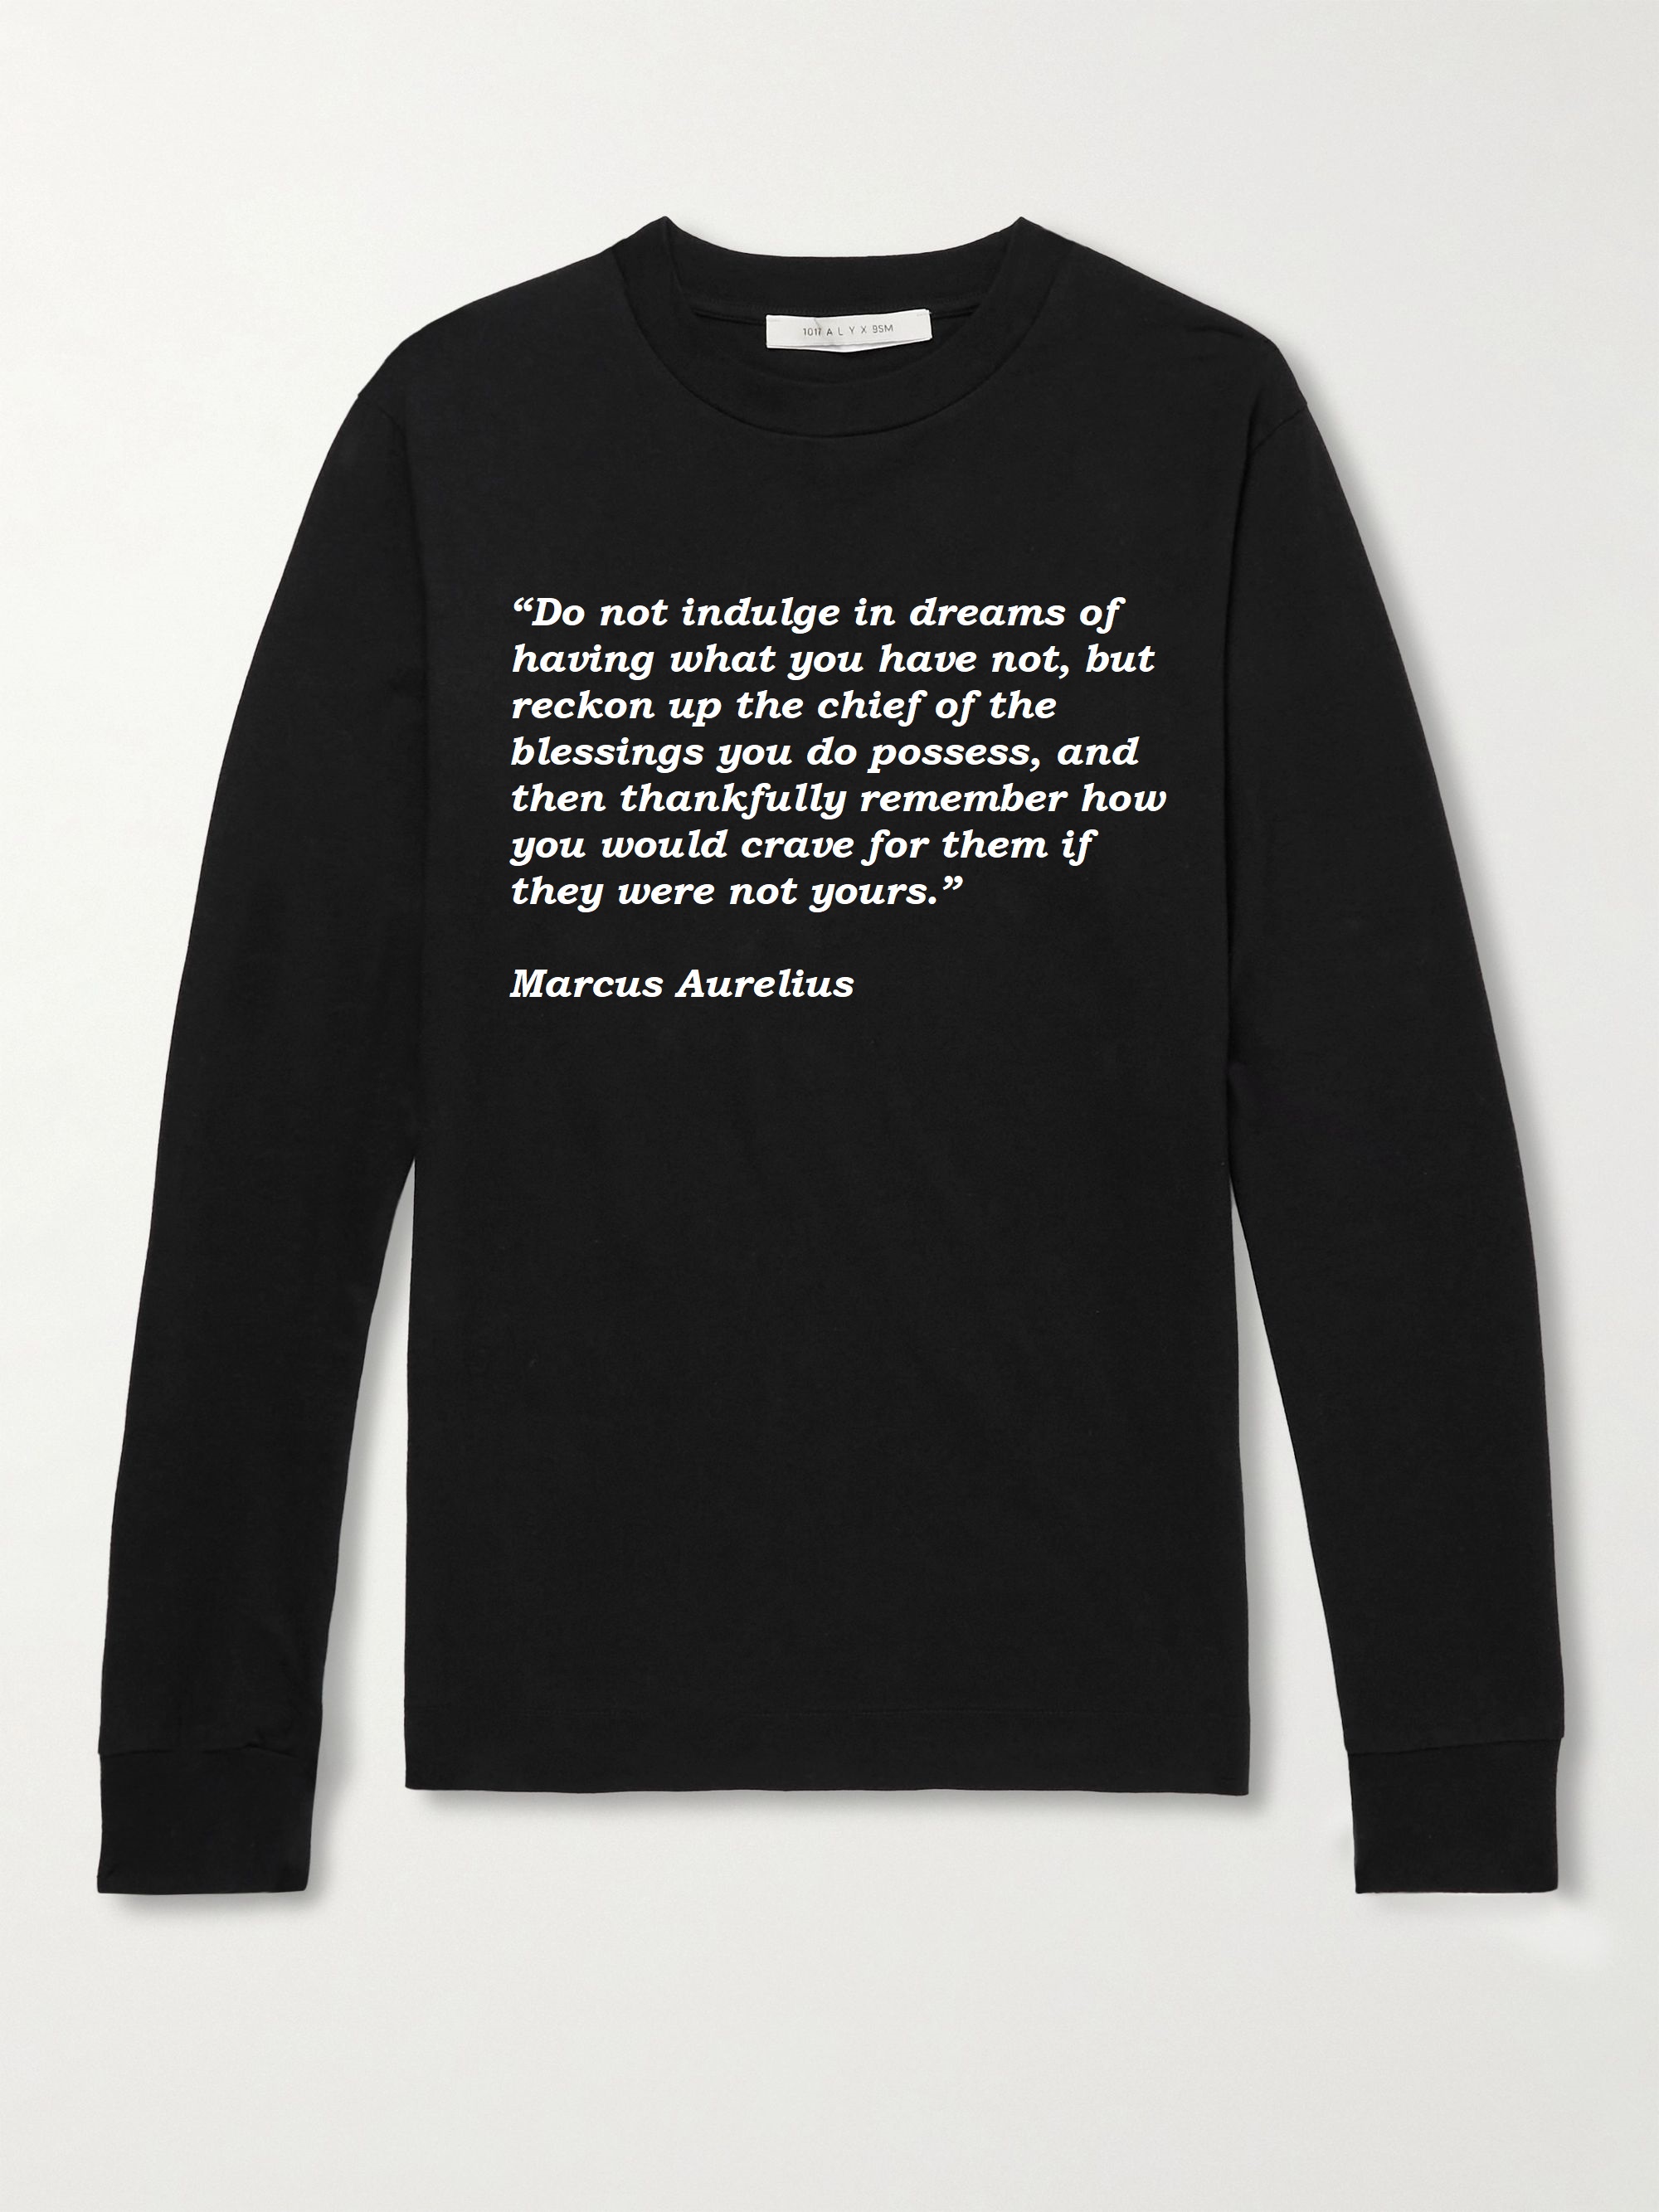 1017 A L Y X 9SM
“Do not indulge in dreams of
having what you have not, but
reckon up the chief of the
blessings you do possess, and
then thankfully remember how
you would crave for them if
they were not yours.”
Marcus Aurelius